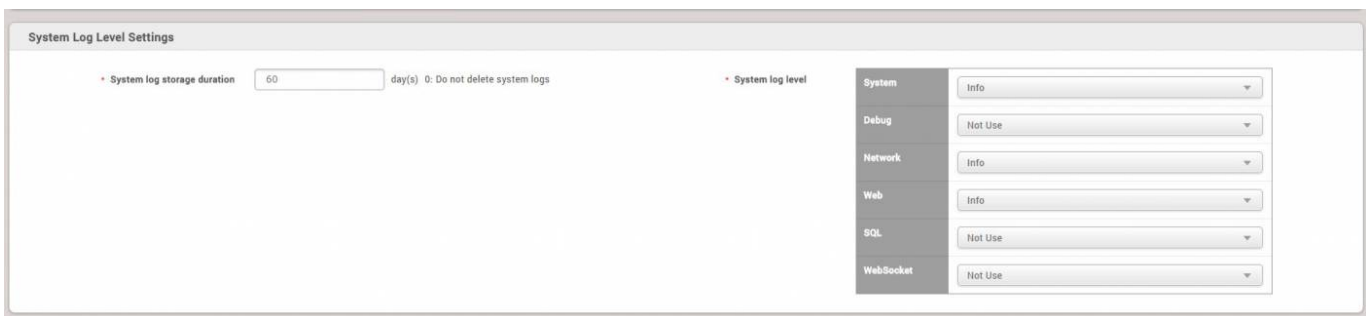 System Log Level Settings
• System log storage duration 60 day(s) 0: Do not delete system logs
• System log level
System Info
Debug Not Use
Network Info
Web Info
SQL Not Use
WebSocket Not Use